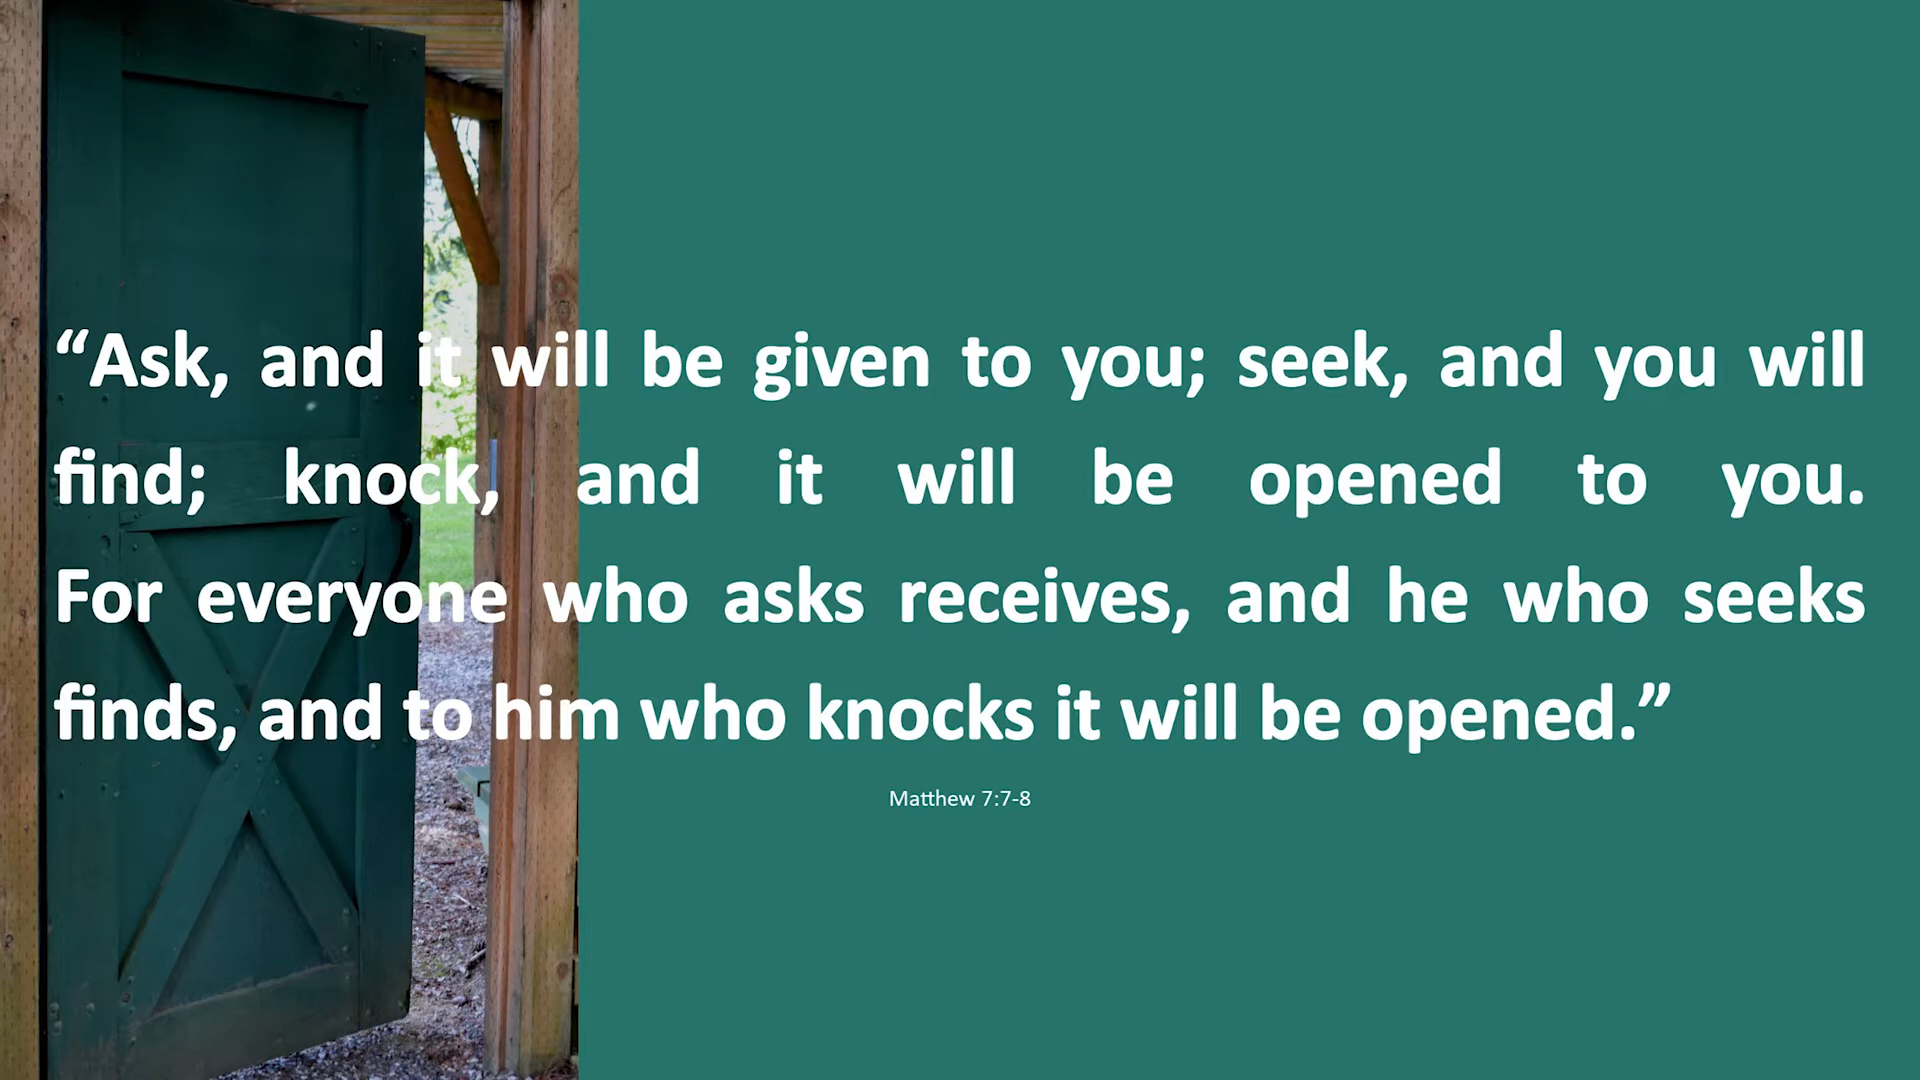 “Ask, and it will be given to you; seek, and you will
find; knock, and it will be opened to you.
For everyone who asks receives, and he who seeks
finds, and to him who knocks it will be opened.”
Matthew 7:7-8